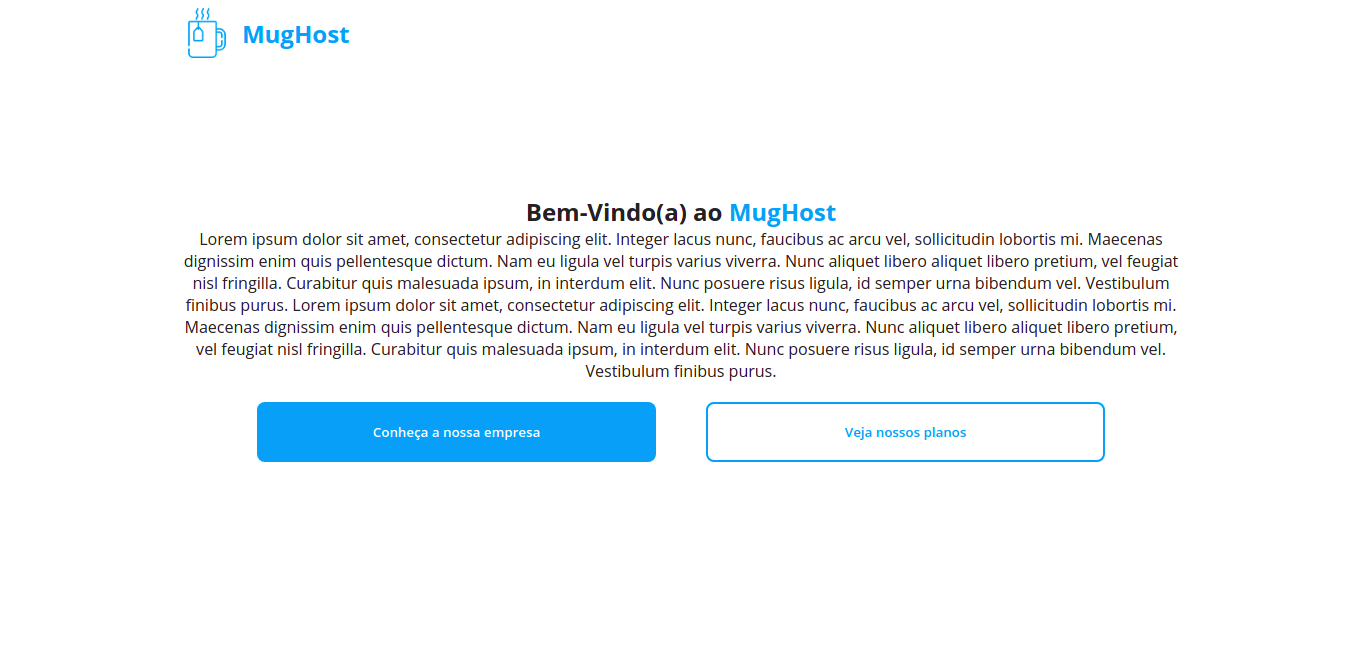 MugHost
Bem-Vindo(a) ao MugHost
Lorem ipsum dolor sit amet, consectetur adipiscing elit. Integer lacus nunc, faucibus ac arcu vel, sollicitudin lobortis mi. Maecenas
dignissim enim quis pellentesque dictum. Nam eu ligula vel turpis varius viverra. Nunc aliquet libero aliquet libero pretium, vel feugiat
nisl fringilla. Curabitur quis malesuada ipsum, in interdum elit. Nunc posuere risus ligula, id semper urna bibendum vel. Vestibulum
finibus purus. Lorem ipsum dolor sit amet, consectetur adipiscing elit. Integer lacus nunc, faucibus ac arcu vel, sollicitudin lobortis mi.
Maecenas dignissim enim quis pellentesque dictum. Nam eu ligula vel turpis varius viverra. Nunc aliquet libero aliquet libero pretium,
vel feugiat nisl fringilla. Curabitur quis malesuada ipsum, in interdum elit. Nunc posuere risus ligula, id semper urna bibendum vel.
Vestibulum finibus purus.
Conheça a nossa empresa
Veja nossos planos